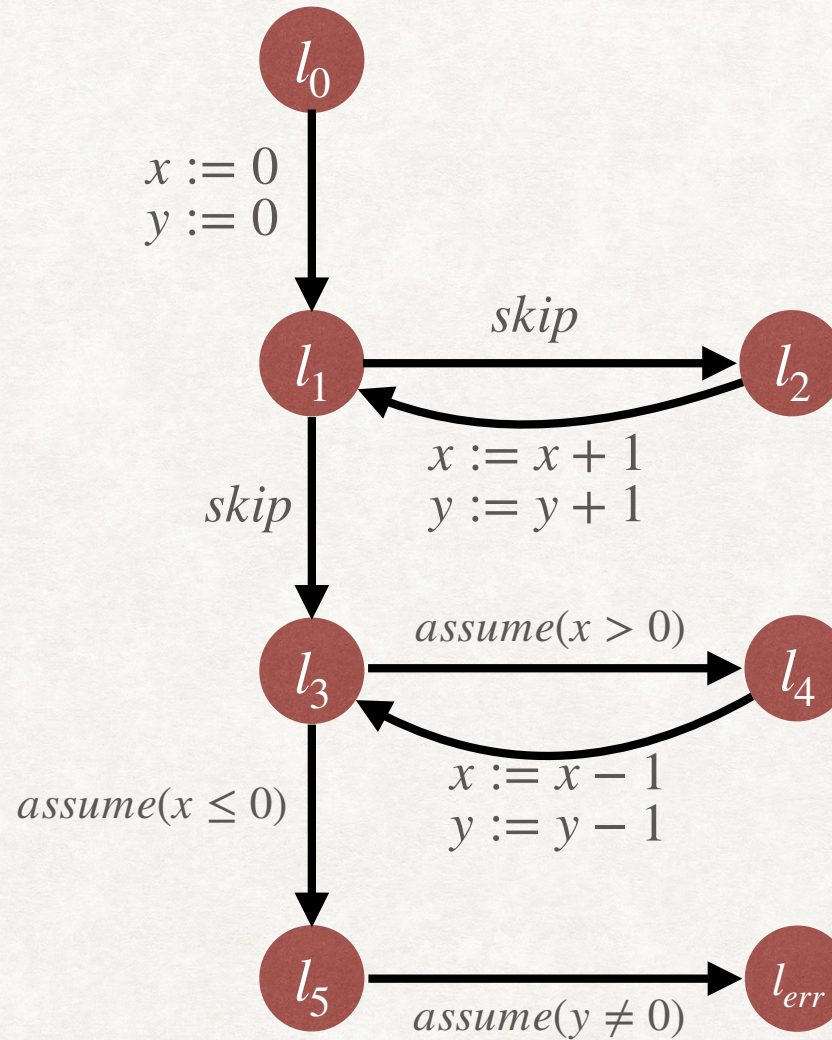 l₀
x := 0
y := 0
skip
l₁
l₂
x := x + 1
y := y + 1
skip
assume(x > 0)
l₃
l₄
x := x − 1
assume(x ≤ 0)
y := y − 1
l₅
l_err
assume(y ≠ 0)